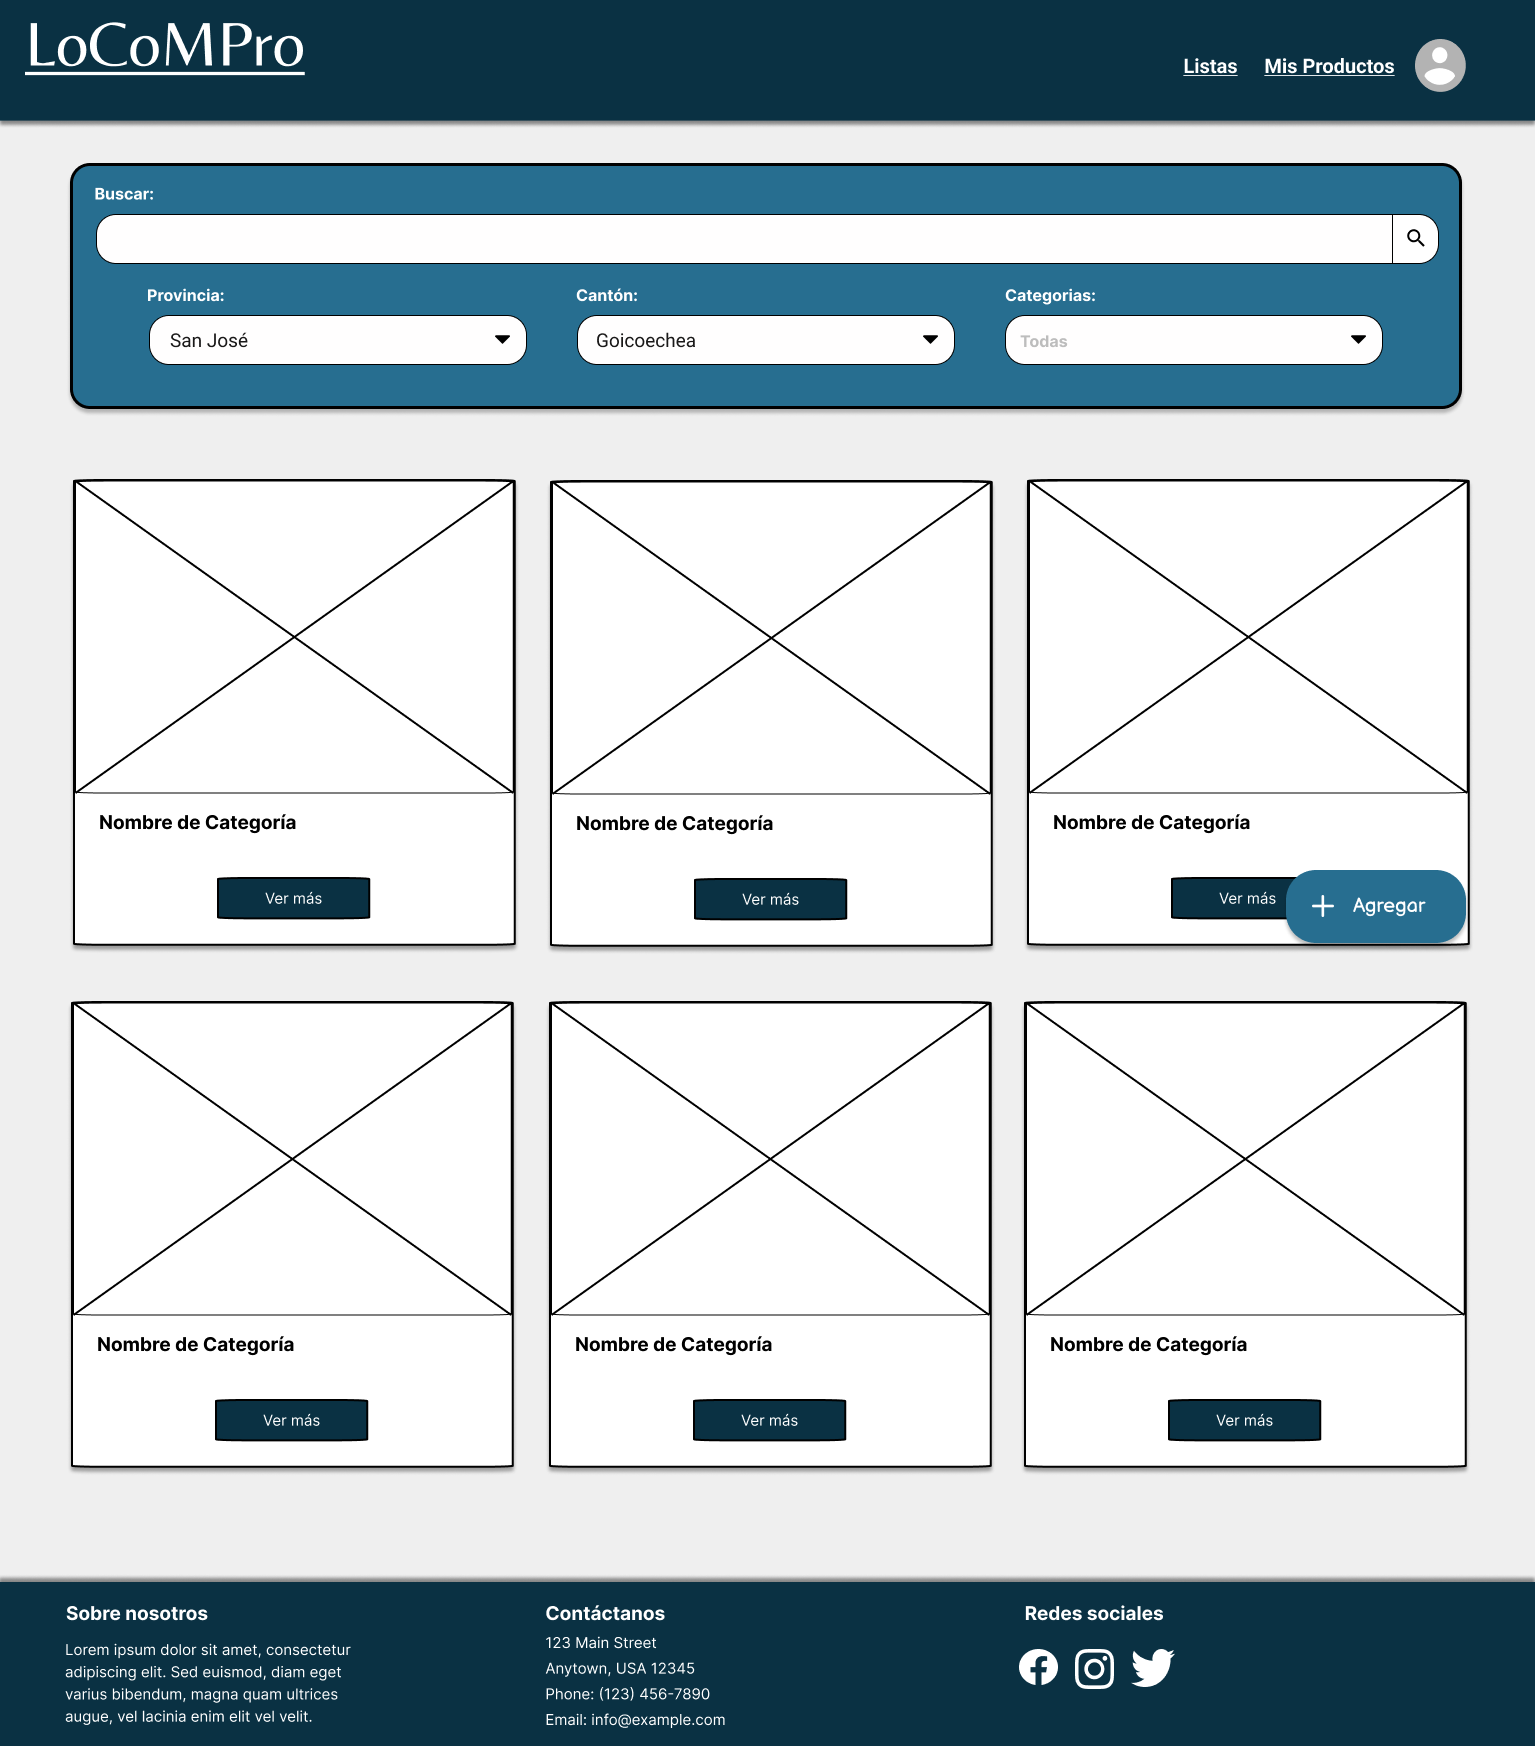 LoCoMPro
Listas
Mis Productos
Buscar:
Provincia:
Cantón:
Categorias:
San José
Goicoechea
Todas
Nombre de Categoría
Nombre de Categoría
Nombre de Categoría
Ver más
Ver más
Ver más
Agregar
Nombre de Categoría
Nombre de Categoría
Nombre de Categoría
Ver más
Ver más
Ver más
Sobre nosotros
Lorem ipsum dolor sit amet, consectetur
adipiscing elit. Sed euismod, diam eget
varius bibendum, magna quam ultrices
augue, vel lacinia enim elit vel velit.
Contáctanos
123 Main Street
Anytown, USA 12345
Phone: (123) 456-7890
Email: info@example.com
Redes sociales